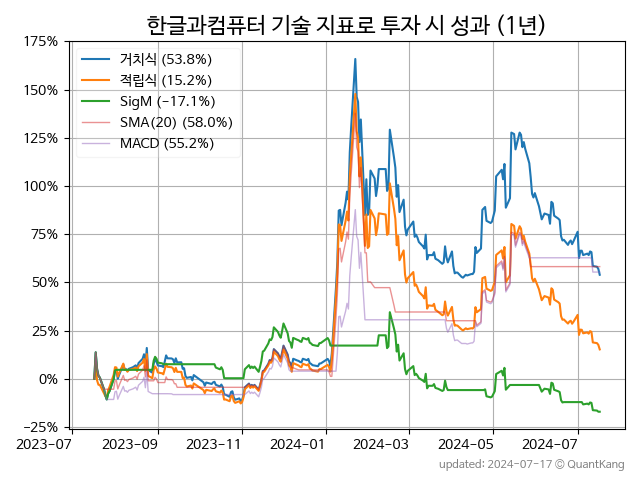 한글과컴퓨터 기술 지표로 투자 시 성과 (1년)
175%
150%
125%
100%
75%
50%
25%
0%
−25%
거치식 (53.8%)
적립식 (15.2%)
SigM (−17.1%)
SMA(20) (58.0%)
MACD (55.2%)
2023-07 2023-09 2023-11 2024-01 2024-03 2024-05 2024-07
updated: 2024-07-17 © QuantKang